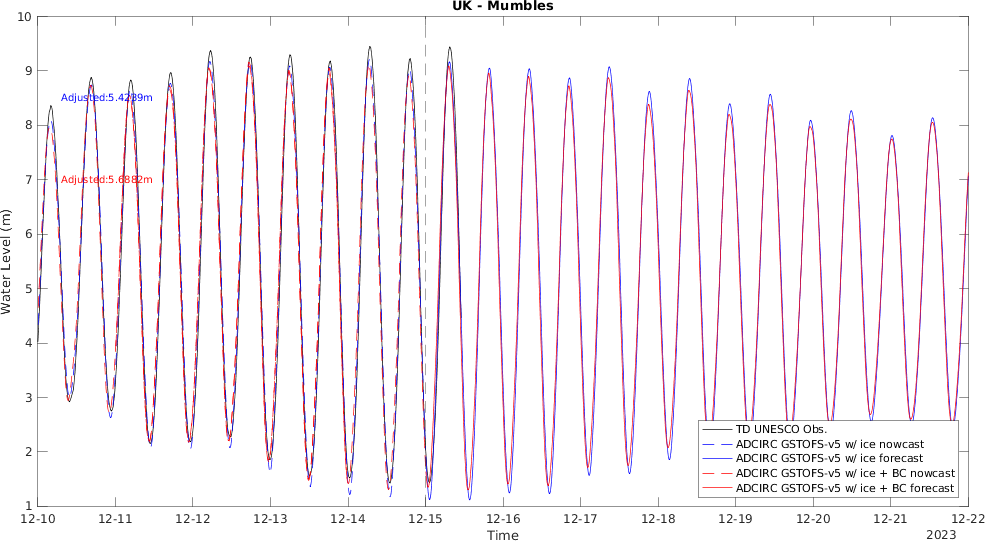 UK - Mumbles
10
9
8
7
6
5
4
3
2
1
Water Level (m)
Adjusted:5.4239m
Adjusted:5.6882m
TD UNESCO Obs.
ADCIRC GSTOFS-v5 w/ ice nowcast
ADCIRC GSTOFS-v5 w/ ice forecast
ADCIRC GSTOFS-v5 w/ ice + BC nowcast
ADCIRC GSTOFS-v5 w/ ice + BC forecast
12-10 12-11 12-12 12-13 12-14 12-15 12-16 12-17 12-18 12-19 12-20 12-21 12-22
Time
2023